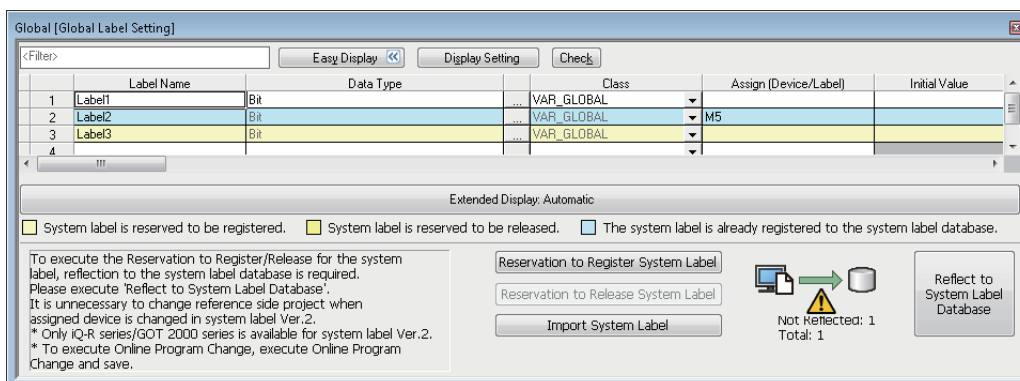 Global [Global Label Setting]
<Filter> Easy Display Display Setting Check
Label Name Data Type Class Assign (Device/Label) Initial Value
1 Label1 Bit ... VAR_GLOBAL
2 Label2 Bit ... VAR_GLOBAL M5
3 Label3 Bit ... VAR_GLOBAL
4
Extended Display: Automatic
System label is reserved to be registered. System label is reserved to be released. The system label is already registered to the system label database.
To execute the Reservation to Register/Release for the system
label, reflection to the system label database is required.
Please execute 'Reflect to System Label Database'.
It is unnecessary to change reference side project when
assigned device is changed in system label Ver.2.
* Only iQ-R series/GOT 2000 series is available for system label Ver.2.
* To execute Online Program Change, execute Online Program
Change and save.
Reservation to Register System Label
Reservation to Release System Label
Import System Label
Not Reflected: 1
Total: 1
Reflect to
System Label
Database